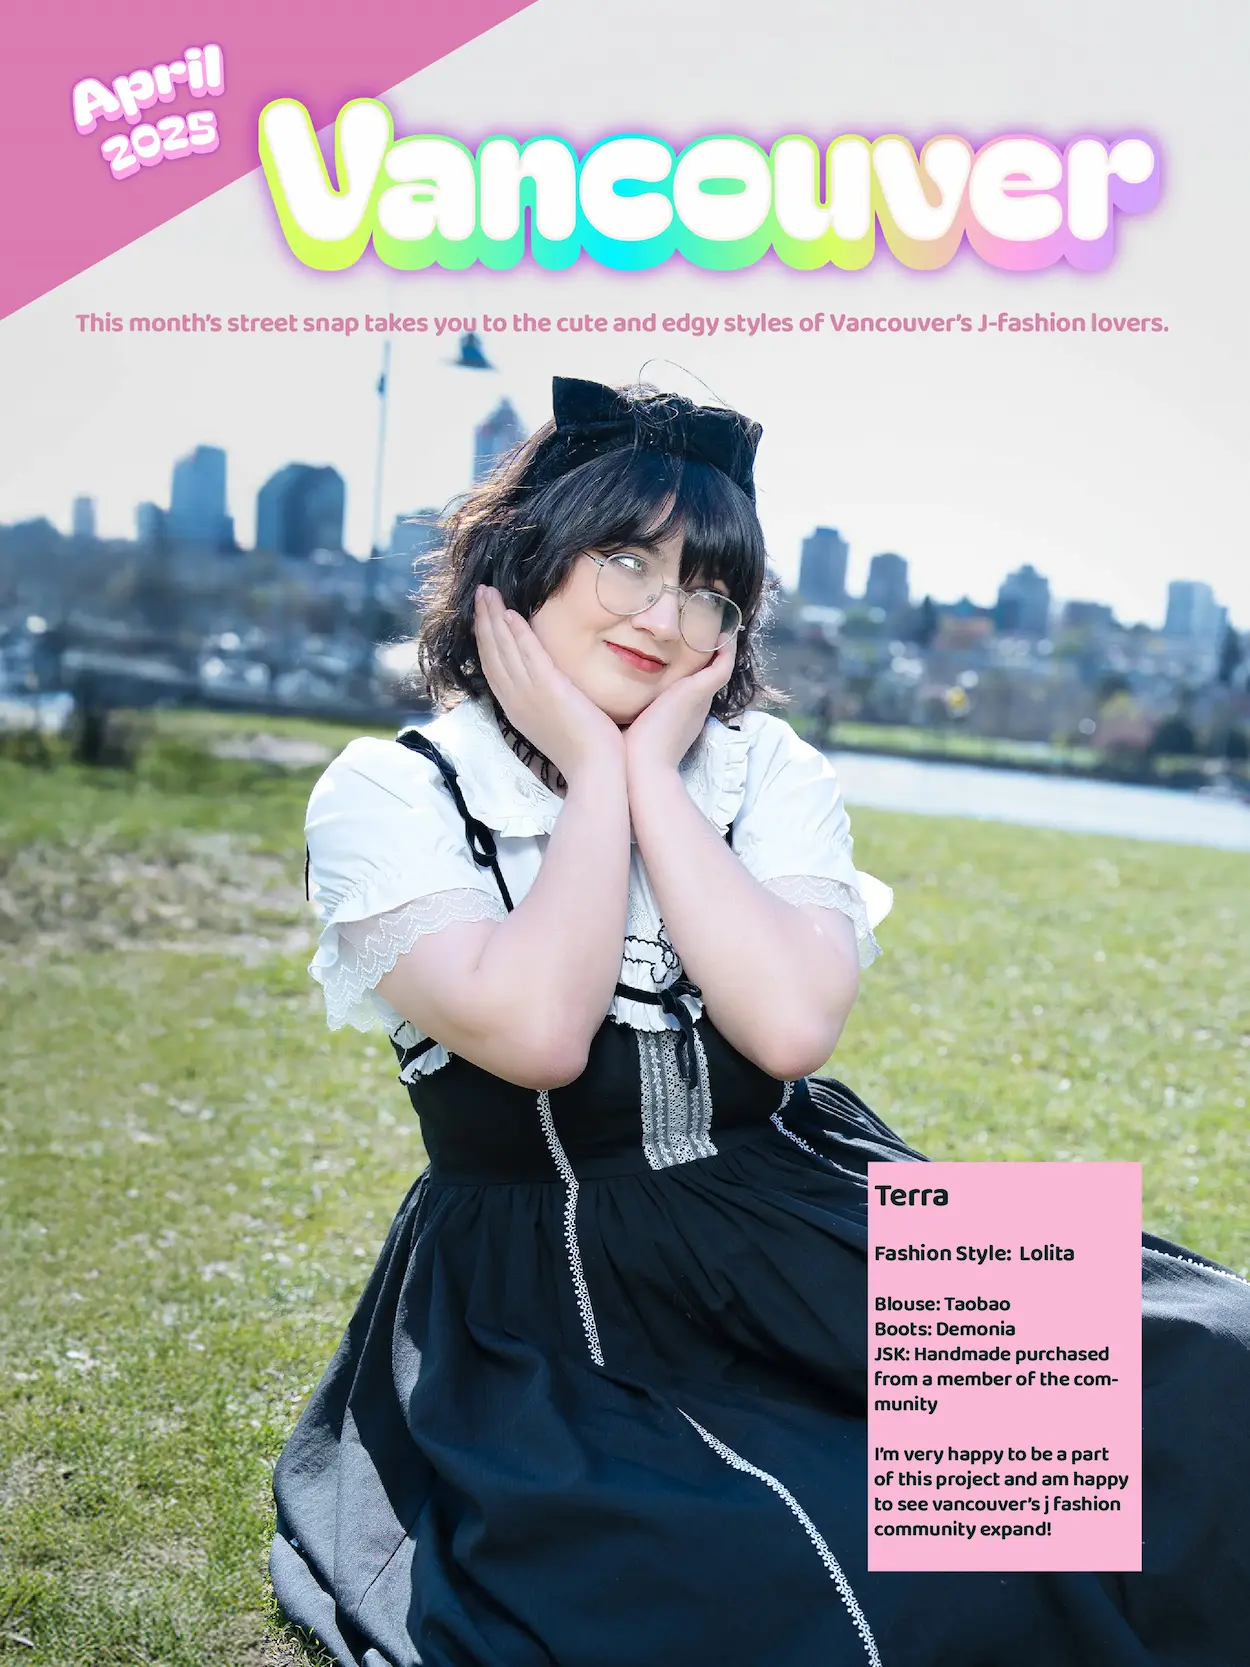 April
2025
Vancouver
This month's street snap takes you to the cute and edgy styles of Vancouver's J-fashion lovers.
Terra
Fashion Style: Lolita
Blouse: Taobao
Boots: Demonia
JSK: Handmade purchased
from a member of the com-
munity
I'm very happy to be a part
of this project and am happy
to see vancouver's j fashion
community expand!